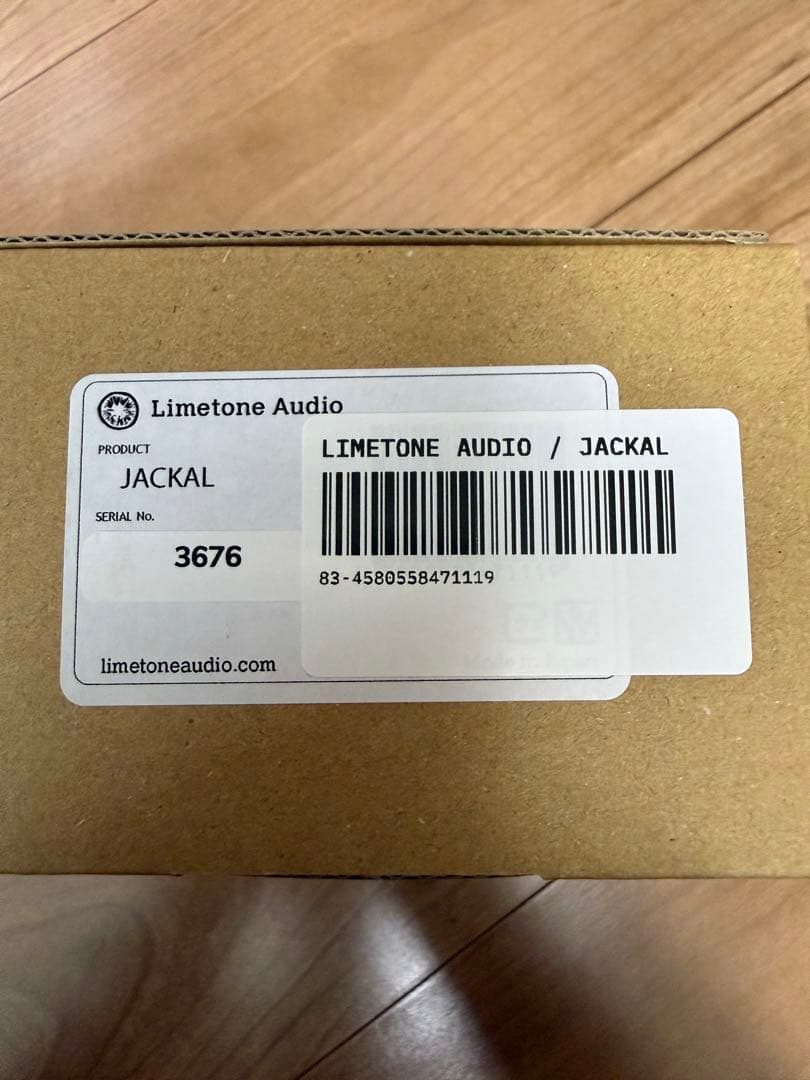 Limetone Audio
PRODUCT
JACKAL
SERIAL No.
3676
limetoneaudio.com
LIMETONE AUDIO / JACKAL
83-4580558471119